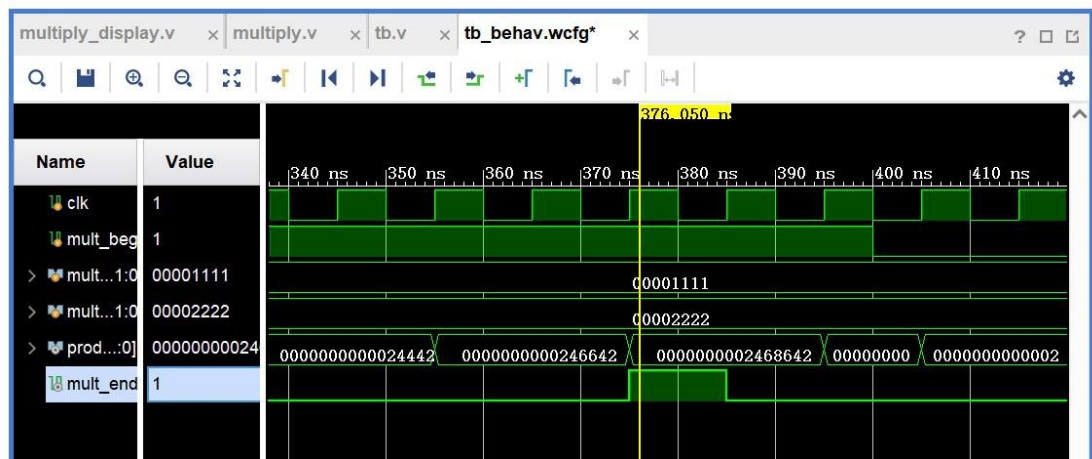 multiply_display.v × multiply.v × tb.v × tb_behav.wcfg* ×
376.050 n
Name Value
340 ns 350 ns 360 ns 370 ns 380 ns 390 ns 400 ns 410 ns
clk 1
mult_beg 1
mult...1:0 00001111
00001111
mult...1:0 00002222
00002222
prod...:0] 00000000024 0000000000024442 0000000000246642 0000000002468642 00000000 0000000000002
mult_end 1